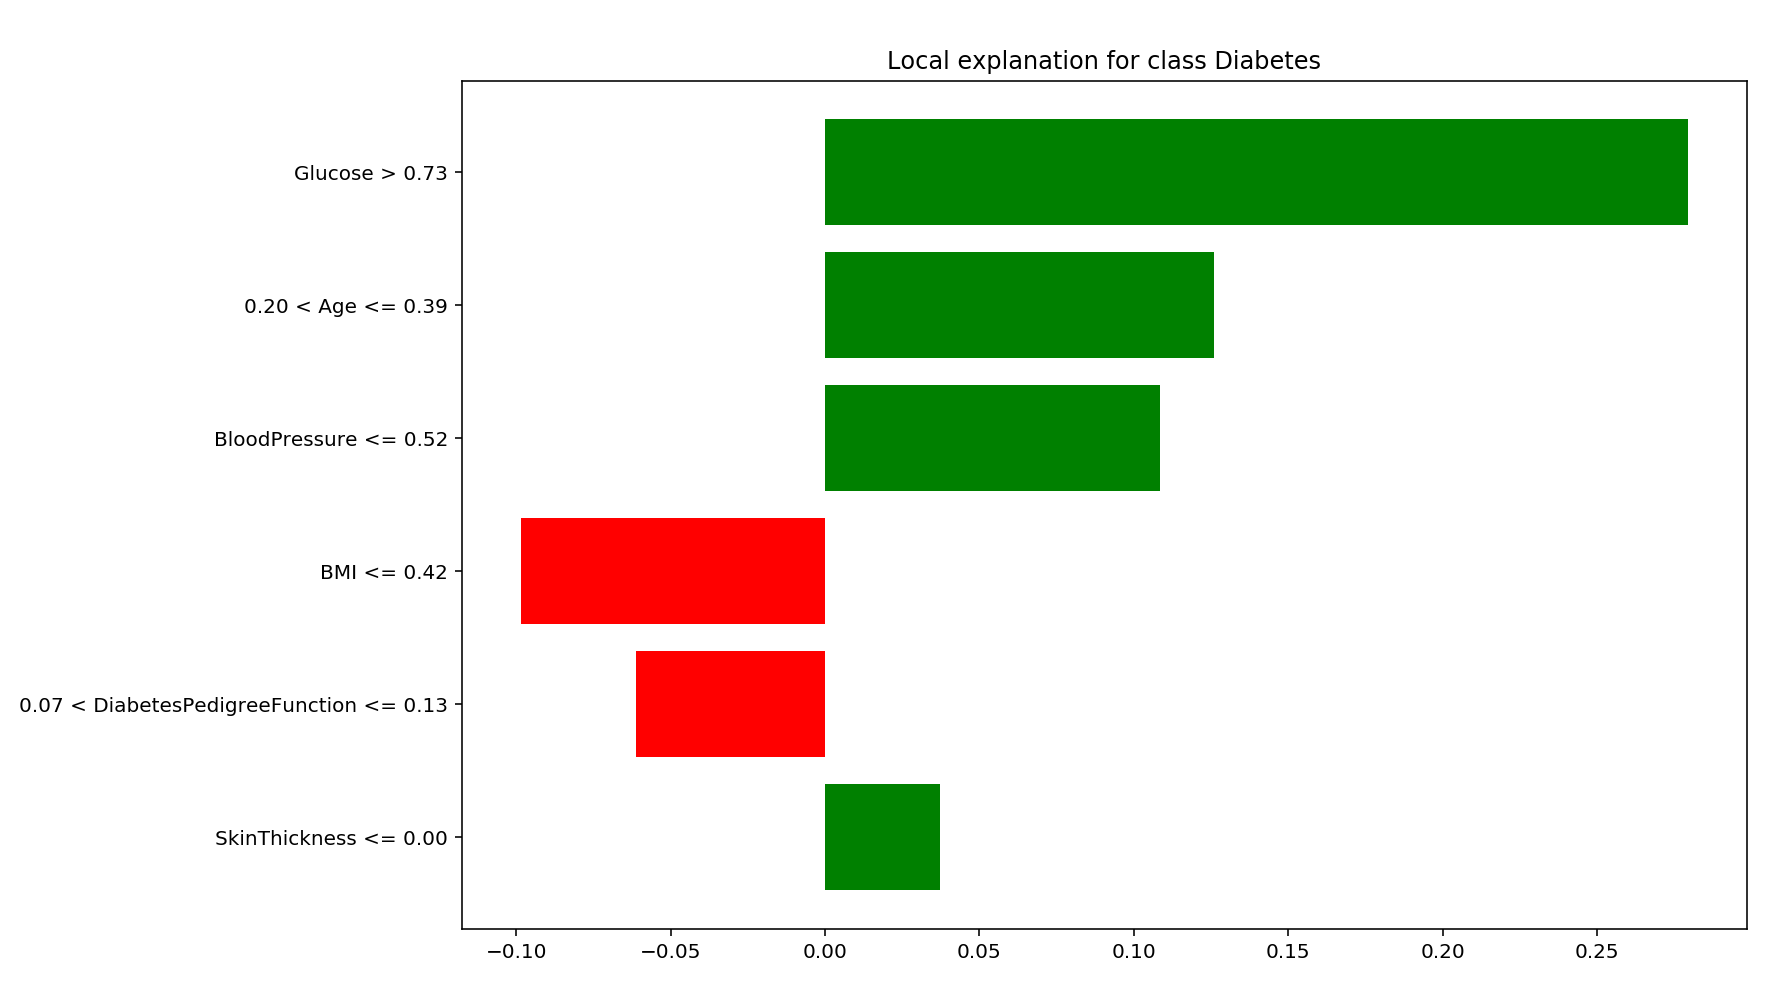 Local explanation for class Diabetes
Glucose > 0.73
0.20 < Age <= 0.39
BloodPressure <= 0.52
BMI <= 0.42
0.07 < DiabetesPedigreeFunction <= 0.13
SkinThickness <= 0.00
−0.10 −0.05 0.00 0.05 0.10 0.15 0.20 0.25